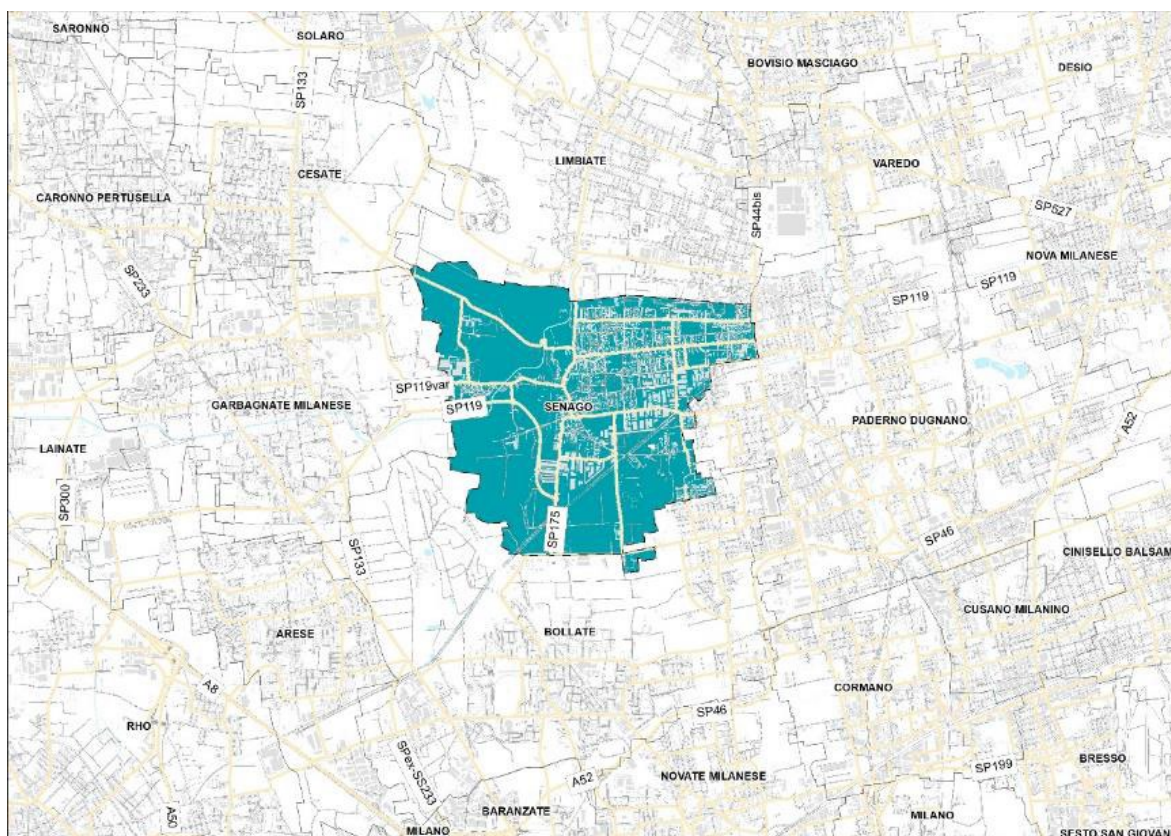 SARONNO
SOLARO
BOVISIO MASCIAGO
DESIO
SP133
LIMBIATE
VAREDO
CESATE
CARONNO PERTUSELLA
SP44bis
SP527
NOVA MILANESE
SP233
SP119
SP119
SP119var
SP119
GARBAGNATE MILANESE
SENAGO
PADERNO DUGNANO
A52
LAINATE
SP300
SP175
SP133
SP46
CINISELLO BALSAM
CUSANO MILANINO
ARESE
BOLLATE
CORMANO
A8
RHO
SP46
SPex-SS233
A52
NOVATE MILANESE
SP199
BRESSO
A50
BARANZATE
MILANO
MILANO
SESTO SAN GIOVAN